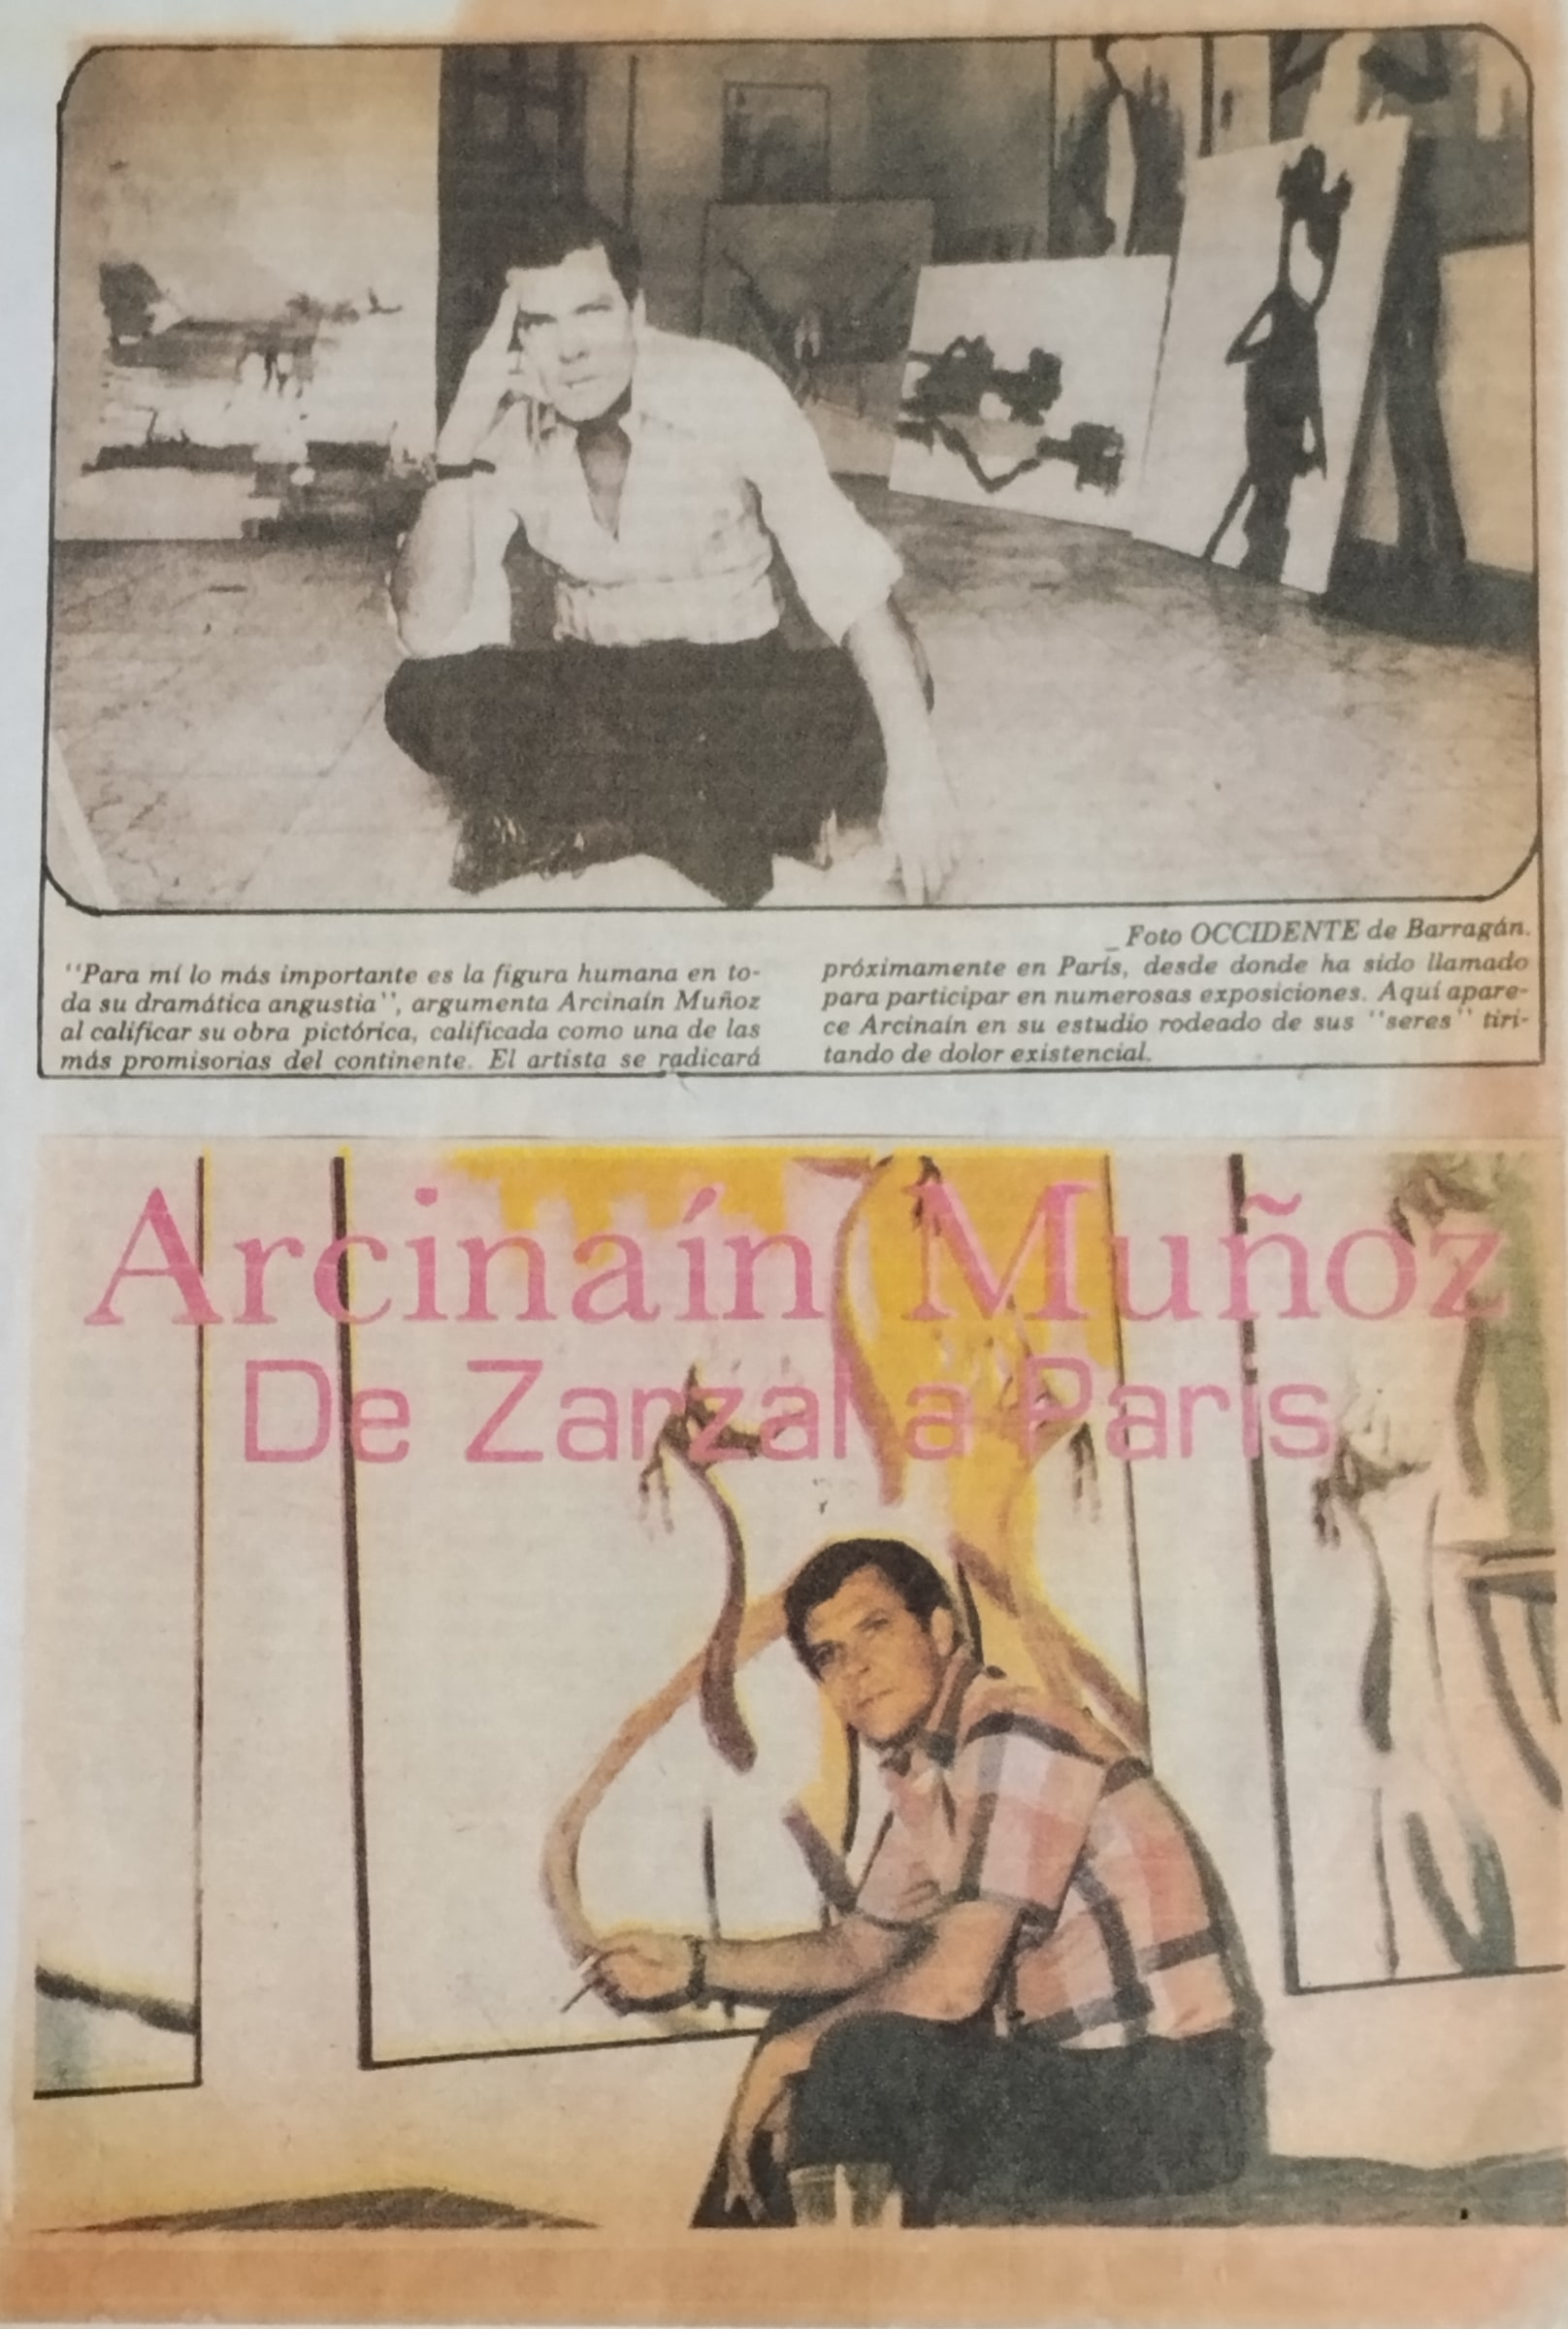 Foto OCCIDENTE de Barragán.
"Para mí lo más importante es la figura humana en to-
da su dramática angustia", argumenta Arcinaín Muñoz
al calificar su obra pictórica, calificada como una de las
más promisorias del continente. El artista se radicará
próximamente en París, desde donde ha sido llamado
para participar en numerosas exposiciones. Aquí apare-
ce Arcinaín en su estudio rodeado de sus "seres" tiri-
tando de dolor existencial.
Arcinaín Muñoz
De Zarzal a París